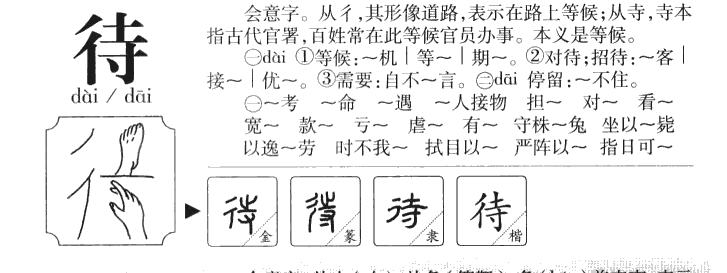 待
dài / dāi
会意字。从彳,其形像道路,表示在路上等候;从寺,寺本
指古代官署,百姓常在此等候官员办事。本义是等候。
㊀dài ①等候:～机│等～│期～。②对待;招待:～客│
接～│优～。③需要:自不～言。㊁dāi 停留:～不住。
㊀～考 ～命 ～遇 ～人接物 担～ 对～ 看～
宽～ 款～ 亏～ 虐～ 有～ 守株～兔 坐以～毙
以逸～劳 时不我～ 拭目以～ 严阵以～ 指日可～
待 金 待 篆 待 隶 待 楷